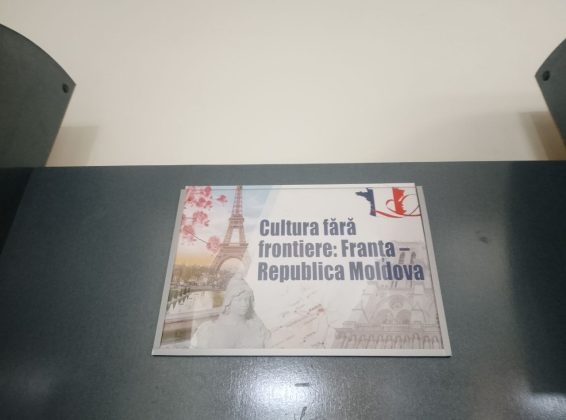 Cultura fără
frontiere: Franța –
Republica Moldova